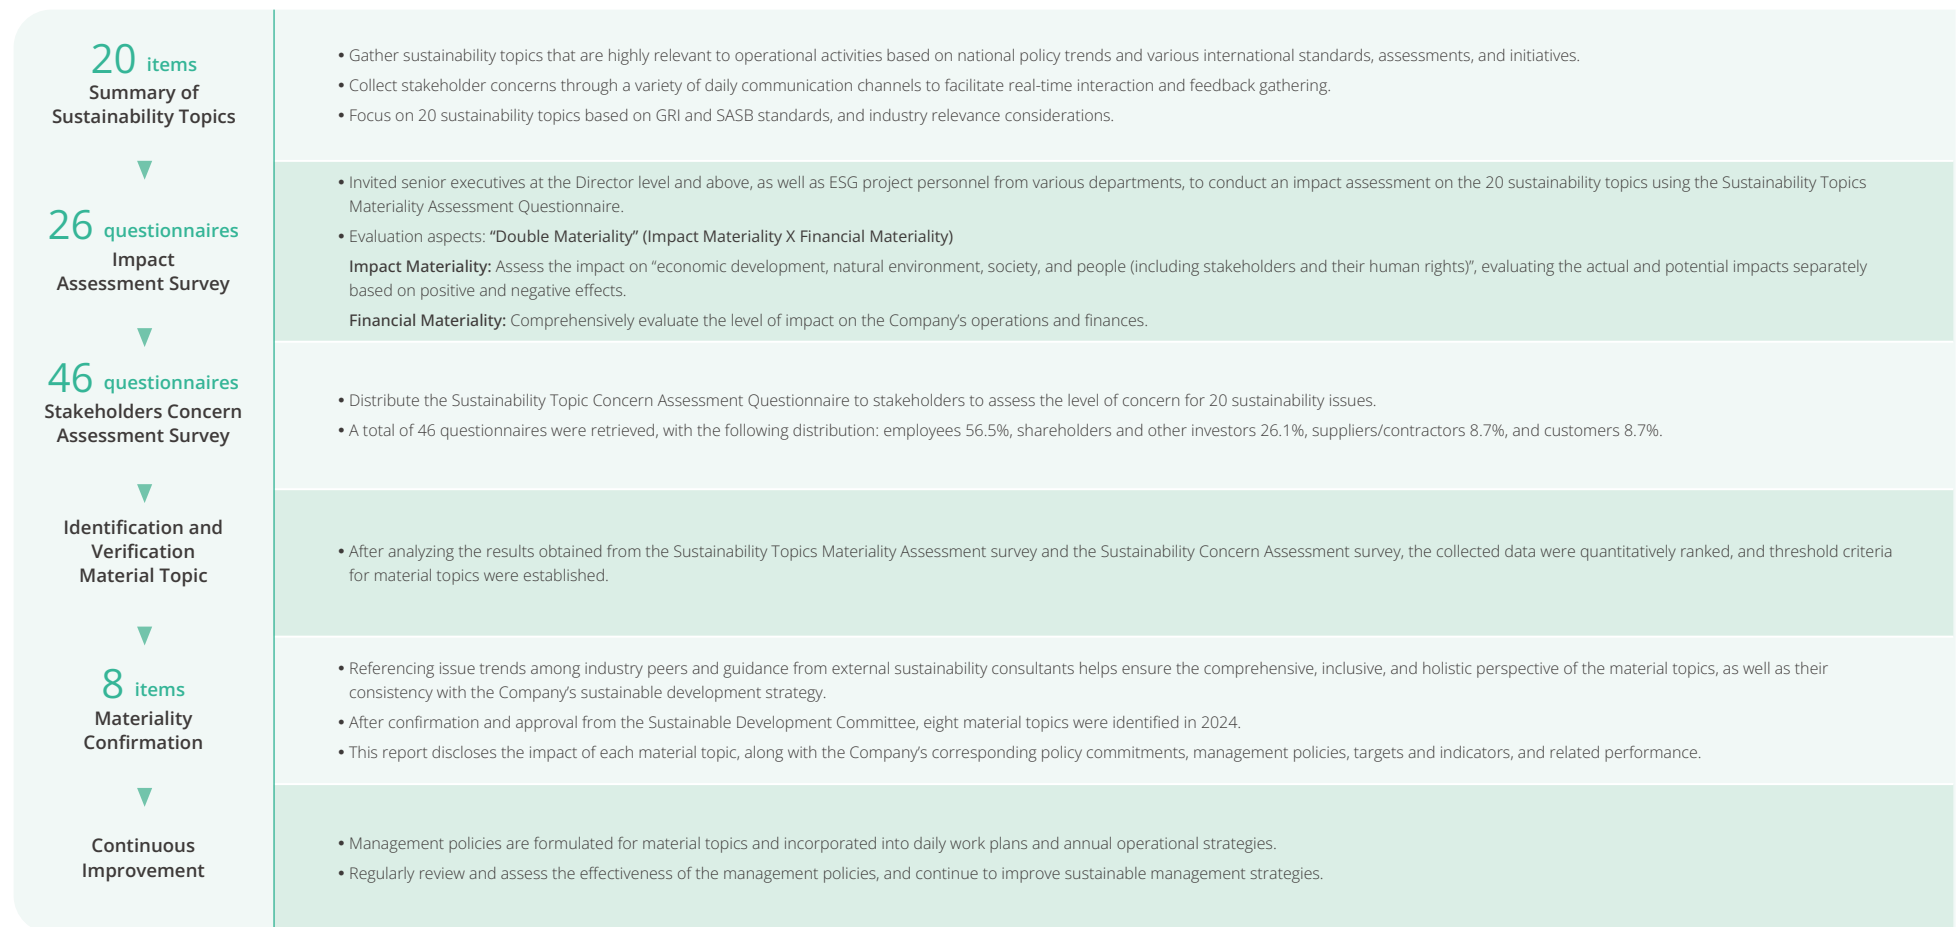 20 items
Summary of
Sustainability Topics
• Gather sustainability topics that are highly relevant to operational activities based on national policy trends and various international standards, assessments, and initiatives.
• Collect stakeholder concerns through a variety of daily communication channels to facilitate real-time interaction and feedback gathering.
• Focus on 20 sustainability topics based on GRI and SASB standards, and industry relevance considerations.
26 questionnaires
Impact
Assessment Survey
• Invited senior executives at the Director level and above, as well as ESG project personnel from various departments, to conduct an impact assessment on the 20 sustainability topics using the Sustainability Topics
Materiality Assessment Questionnaire.
• Evaluation aspects: “Double Materiality” (Impact Materiality X Financial Materiality)
Impact Materiality: Assess the impact on “economic development, natural environment, society, and people (including stakeholders and their human rights)”, evaluating the actual and potential impacts separately
based on positive and negative effects.
Financial Materiality: Comprehensively evaluate the level of impact on the Company’s operations and finances.
46 questionnaires
Stakeholders Concern
Assessment Survey
• Distribute the Sustainability Topic Concern Assessment Questionnaire to stakeholders to assess the level of concern for 20 sustainability issues.
• A total of 46 questionnaires were retrieved, with the following distribution: employees 56.5%, shareholders and other investors 26.1%, suppliers/contractors 8.7%, and customers 8.7%.
Identification and
Verification
Material Topic
• After analyzing the results obtained from the Sustainability Topics Materiality Assessment survey and the Sustainability Concern Assessment survey, the collected data were quantitatively ranked, and threshold criteria
for material topics were established.
8 items
Materiality
Confirmation
• Referencing issue trends among industry peers and guidance from external sustainability consultants helps ensure the comprehensive, inclusive, and holistic perspective of the material topics, as well as their
consistency with the Company’s sustainable development strategy.
• After confirmation and approval from the Sustainable Development Committee, eight material topics were identified in 2024.
• This report discloses the impact of each material topic, along with the Company’s corresponding policy commitments, management policies, targets and indicators, and related performance.
Continuous
Improvement
• Management policies are formulated for material topics and incorporated into daily work plans and annual operational strategies.
• Regularly review and assess the effectiveness of the management policies, and continue to improve sustainable management strategies.